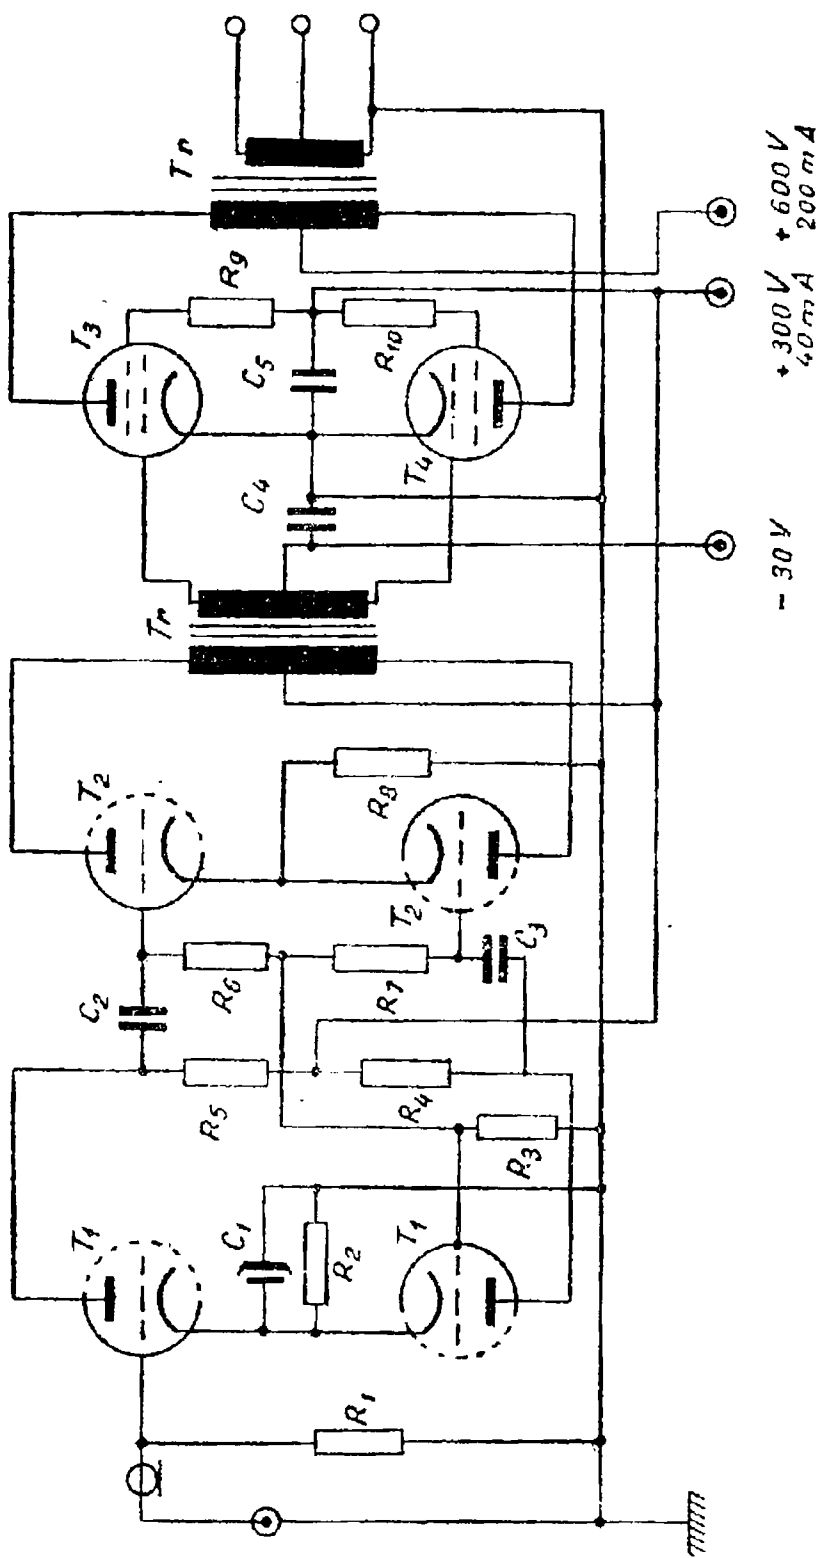 R1
T1
T1
C1
R2
R3
R4
R5
C2
R6
R7
C3
T2
T2
R8
Tr
C4
C5
T3
T4
R9
R10
Tr
- 30 V
+ 300 V
40 mA
+ 600 V
200 mA